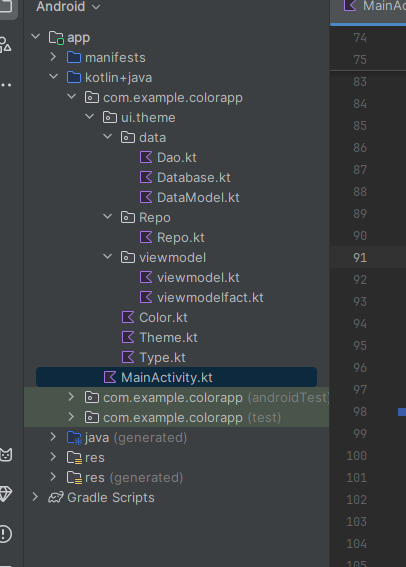 Android
MainAc
app
manifests
kotlin+java
com.example.colorapp
ui.theme
data
Dao.kt
Database.kt
DataModel.kt
Repo
Repo.kt
viewmodel
viewmodel.kt
viewmodelfact.kt
Color.kt
Theme.kt
Type.kt
MainActivity.kt
com.example.colorapp (androidTest)
com.example.colorapp (test)
java (generated)
res
res (generated)
Gradle Scripts
74
75
83
84
85
86
87
88
89
90
91
92
93
94
95
96
97
98
99
100
101
102
103
104
105